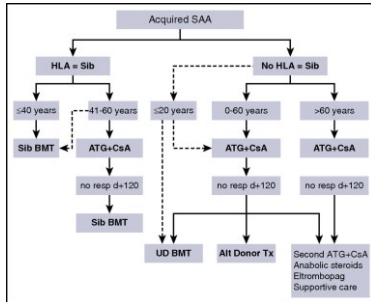 Acquired SAA
HLA = Sib
No HLA = Sib
≤40 years
41-60 years
≤20 years
0-60 years
>60 years
Sib BMT
ATG+CsA
ATG+CsA
ATG+CsA
no resp d+120
no resp d+120
no resp d+120
Sib BMT
UD BMT
Alt Donor Tx
Second ATG+CsA
Anabolic steroids
Eltrombopag
Supportive care